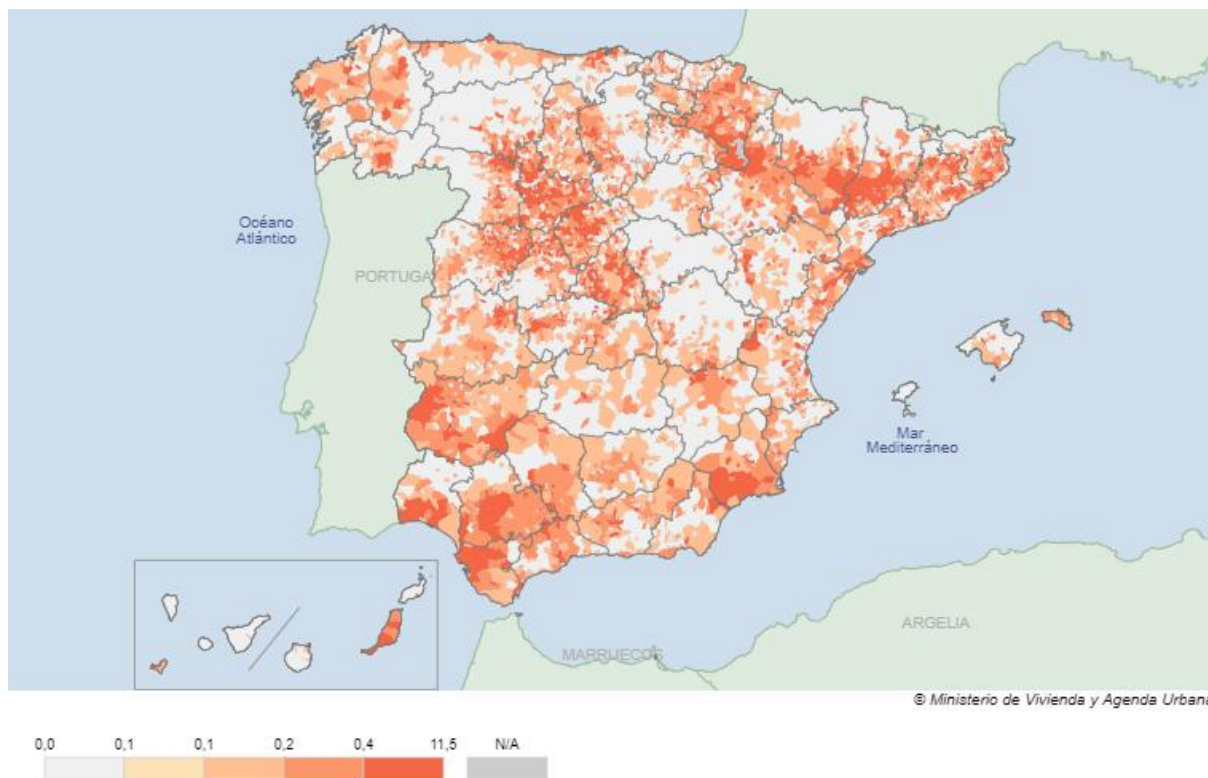 Océano
Atlántico
PORTUGA
Mar
Mediterráneo
ARGELIA
MARRUECOS
© Ministerio de Vivienda y Agenda Urbana
0,0 0,1 0,1 0,2 0,4 11,5 N/A